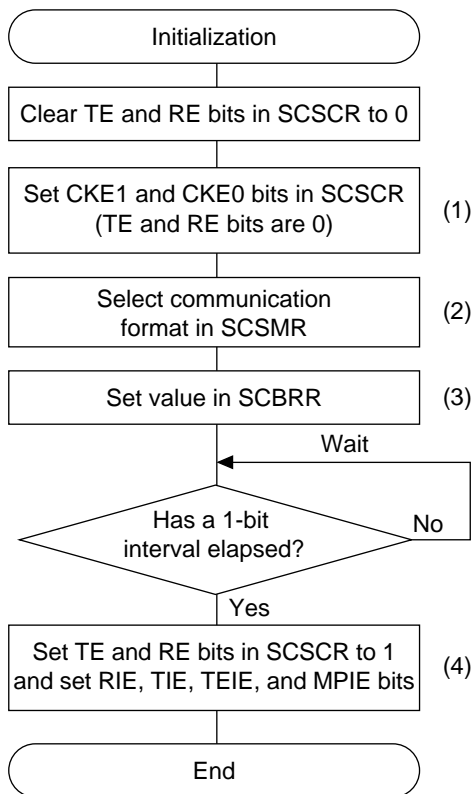 Initialization
Clear TE and RE bits in SCSCR to 0
Set CKE1 and CKE0 bits in SCSCR
(TE and RE bits are 0)
(1)
Select communication
format in SCSMR
(2)
Set value in SCBRR
(3)
Wait
Has a 1-bit
interval elapsed?
No
Yes
Set TE and RE bits in SCSCR to 1
and set RIE, TIE, TEIE, and MPIE bits
(4)
End